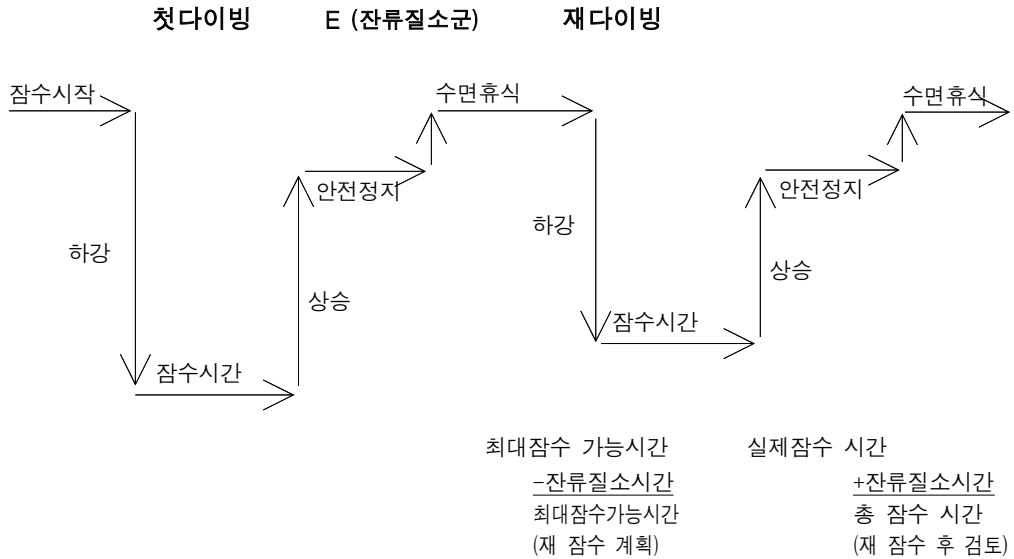 첫다이빙 E (잔류질소군) 재다이빙
잠수시작 수면휴식 수면휴식
안전정지 안전정지
하강 하강
상승 상승
잠수시간 잠수시간
최대잠수 가능시간 실제잠수 시간
-잔류질소시간 +잔류질소시간
최대잠수가능시간 총 잠수 시간
(재 잠수 계획) (재 잠수 후 검토)